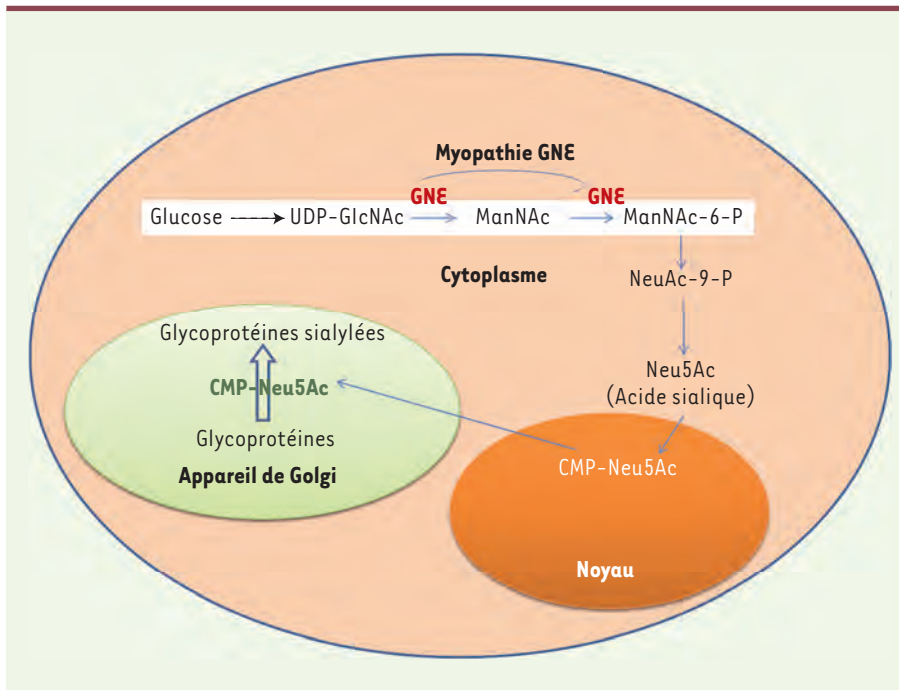 Myopathie GNE
GNE GNE
Glucose UDP-GlcNAc ManNAc ManNAc-6-P
Cytoplasme
NeuAc-9-P
Glycoprotéines sialylées
Neu5Ac
(Acide sialique)
CMP-Neu5Ac
Glycoprotéines
Appareil de Golgi
CMP-Neu5Ac
Noyau